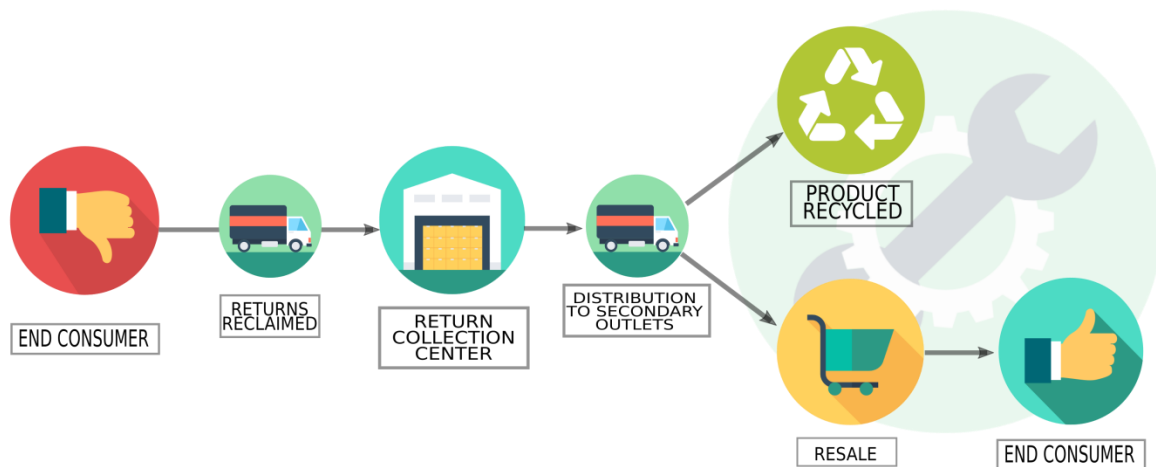 END CONSUMER
RETURNS
RECLAIMED
RETURN
COLLECTION
CENTER
DISTRIBUTION
TO SECONDARY
OUTLETS
PRODUCT
RECYCLED
RESALE
END CONSUMER